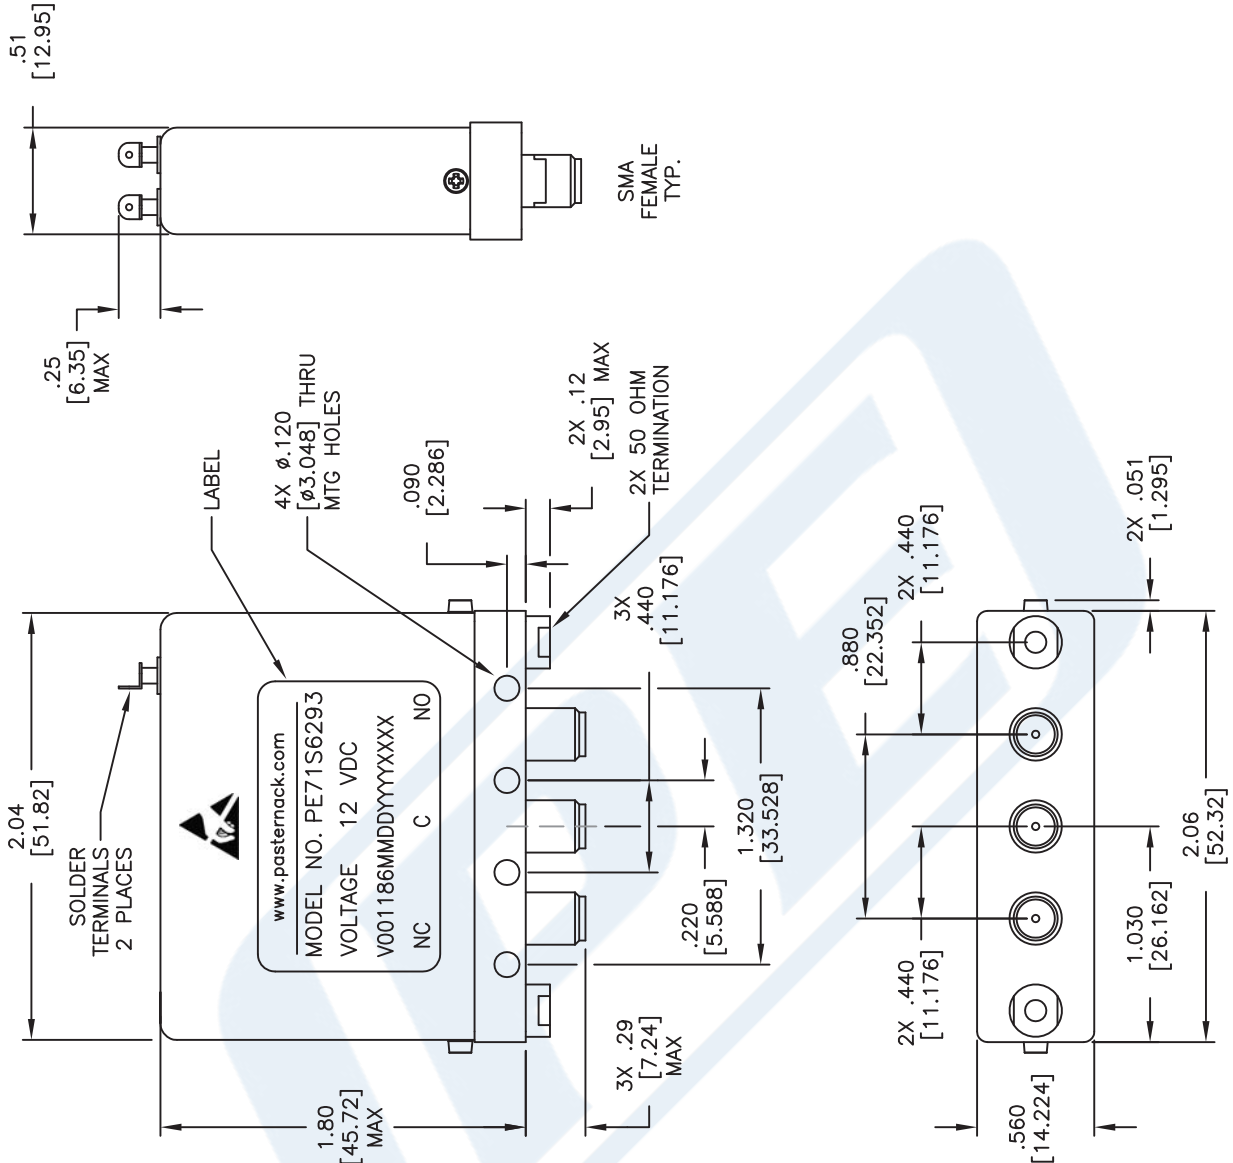 .51
[12.95]
.25
[6.35]
MAX
SMA
FEMALE
TYP.
LABEL
4X ø.120
[ø3.048] THRU
MTG HOLES
.090
[2.286]
2X .12
[2.95] MAX
2X 50 OHM
TERMINATION
3X
.440
[11.176]
2.04
[51.82]
SOLDER
TERMINALS
2 PLACES
www.pasternack.com
MODEL NO. PE71S6293
VOLTAGE 12 VDC
V001186MMDDYYYYXXXX
NC C NO
1.320
[33.528]
.220
[5.588]
3X .29
[7.24]
MAX
1.80
[45.72]
MAX
2X .051
[1.295]
2X .440
[11.176]
.880
[22.352]
2.06
[52.32]
1.030
[26.162]
2X .440
[11.176]
.560
[14.224]
PE